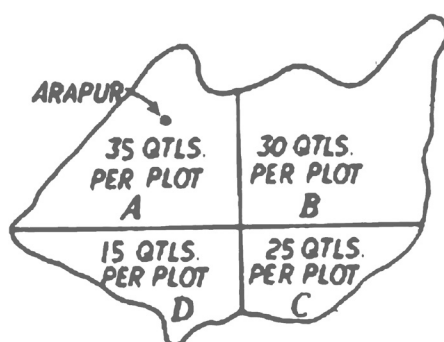 ARAPUR
35 QTLS.
PER PLOT
A
30 QTLS.
PER PLOT
B
15 QTLS.
PER PLOT
D
25 QTLS.
PER PLOT
C